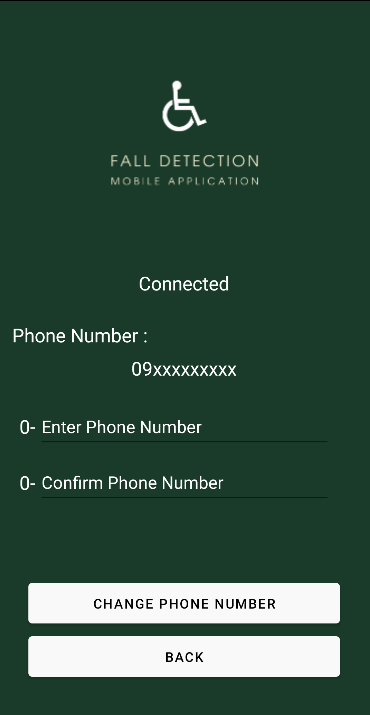 FALL DETECTION
MOBILE APPLICATION
Connected
Phone Number :
09xxxxxxxxx
0- Enter Phone Number
0- Confirm Phone Number
CHANGE PHONE NUMBER
BACK